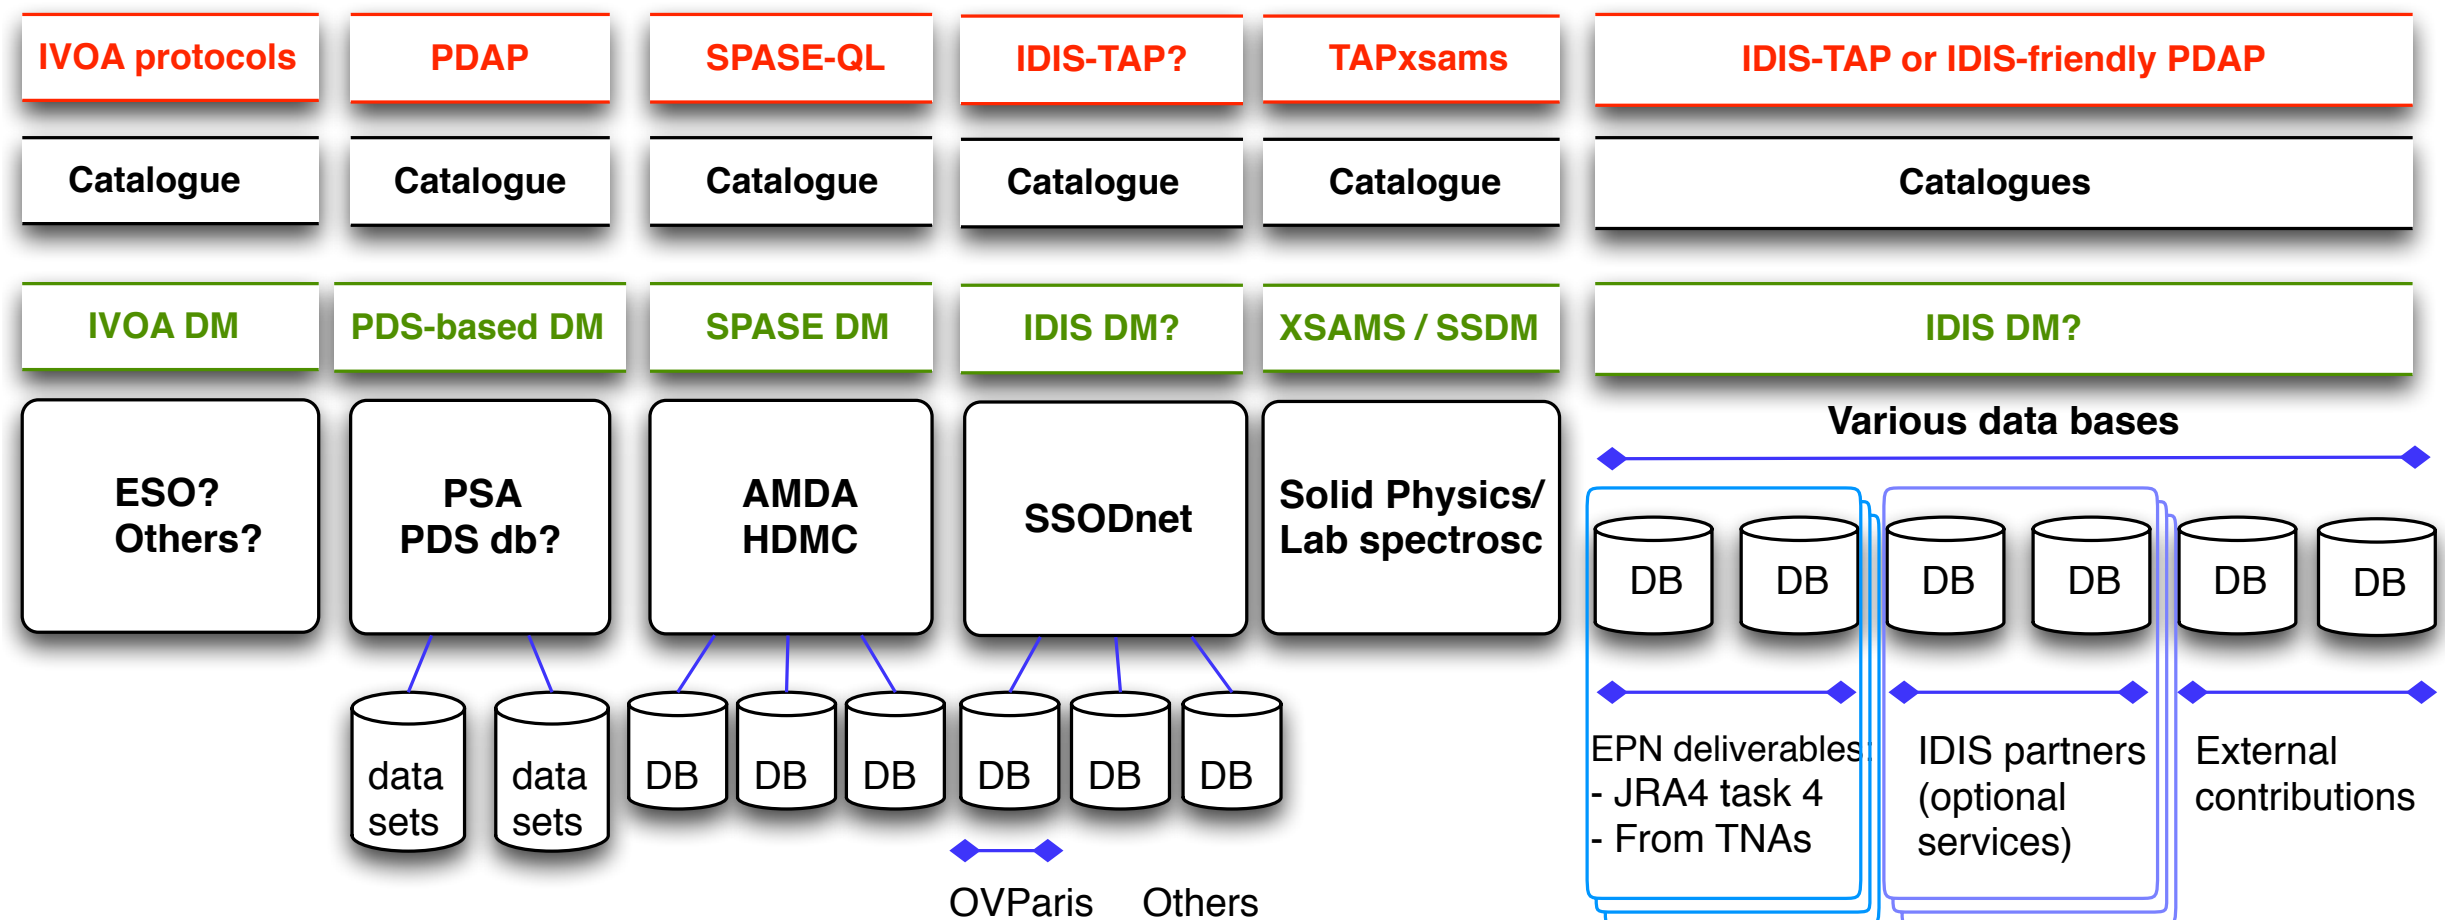 IVOA protocols
PDAP
SPASE-QL
IDIS-TAP?
TAPxsams
IDIS-TAP or IDIS-friendly PDAP
Catalogue
Catalogue
Catalogue
Catalogue
Catalogue
Catalogues
IVOA DM
PDS-based DM
SPASE DM
IDIS DM?
XSAMS / SSDM
IDIS DM?
ESO?
Others?
PSA
PDS db?
AMDA
HDMC
SSODnet
Solid Physics/
Lab spectrosc
Various data bases
DB
DB
DB
DB
DB
DB
data
sets
data
sets
DB
DB
DB
DB
DB
DB
OVParis
Others
EPN deliverables:
- JRA4 task 4
- From TNAs
IDIS partners
(optional
services)
External
contributions